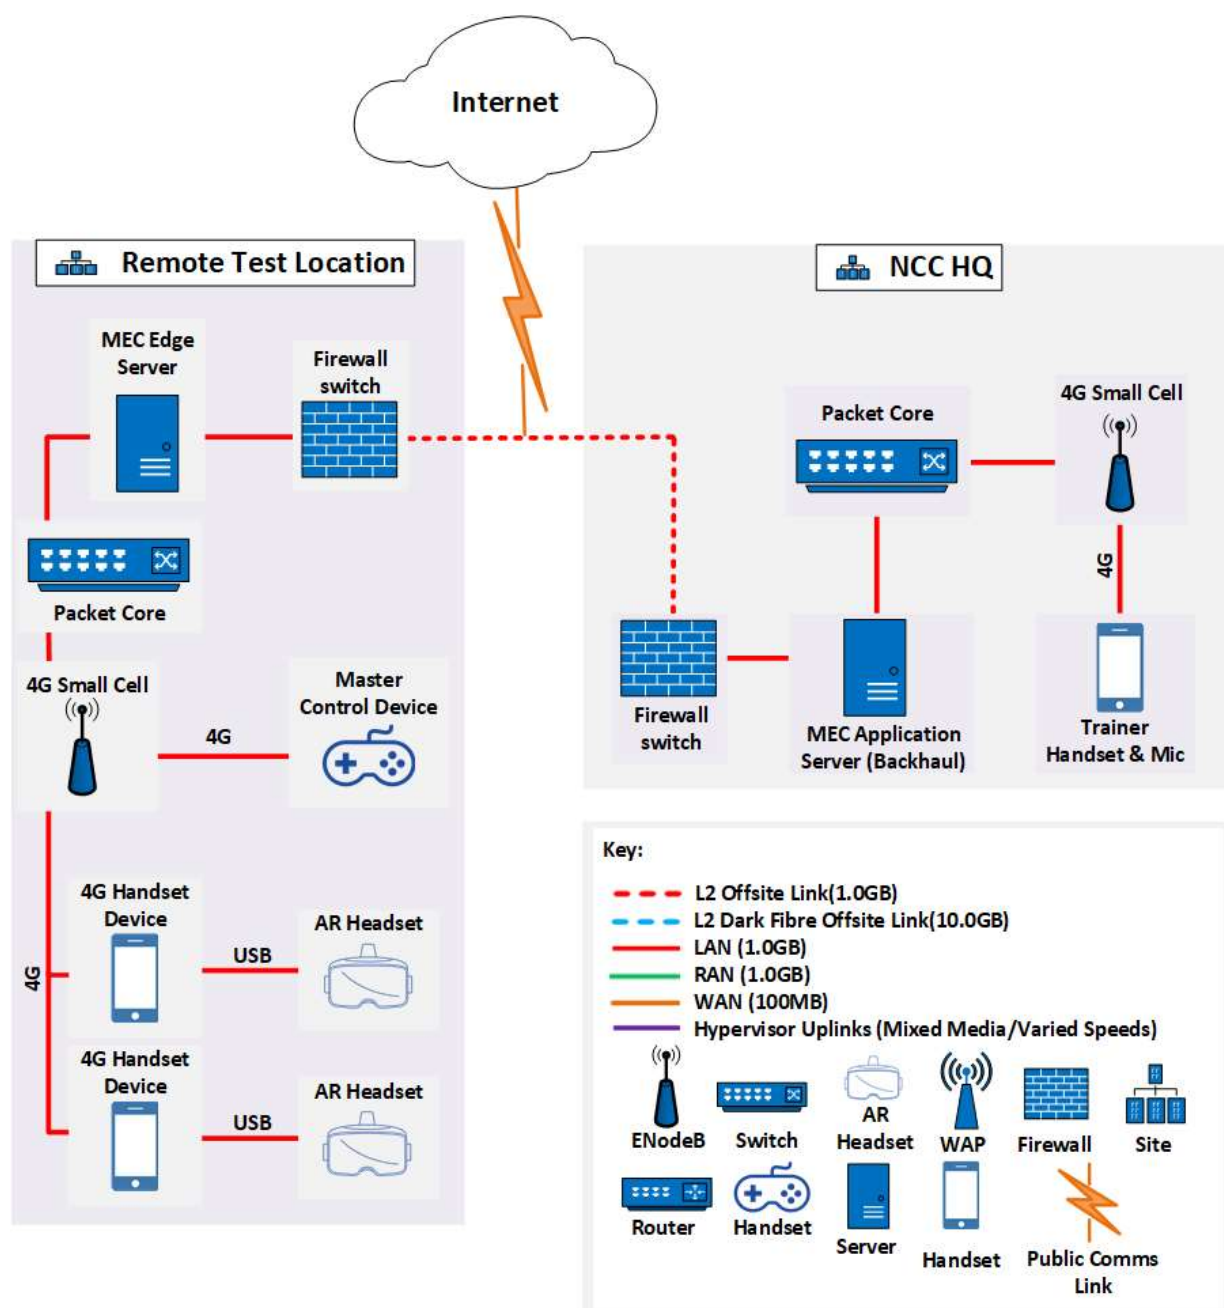 Internet
Remote Test Location
MEC Edge
Server
Firewall
switch
Packet Core
4G Small Cell
4G
Master
Control Device
4G
4G Handset
Device
USB
AR Headset
4G Handset
Device
USB
AR Headset
NCC HQ
Packet Core
4G Small Cell
4G
Firewall
switch
MEC Application
Server (Backhaul)
Trainer
Handset & Mic
Key:
L2 Offsite Link(1.0GB)
L2 Dark Fibre Offsite Link(10.0GB)
LAN (1.0GB)
RAN (1.0GB)
WAN (100MB)
Hypervisor Uplinks (Mixed Media/Varied Speeds)
ENodeB
Switch
AR
Headset
WAP
Firewall
Site
Router
Handset
Server
Handset
Public Comms
Link